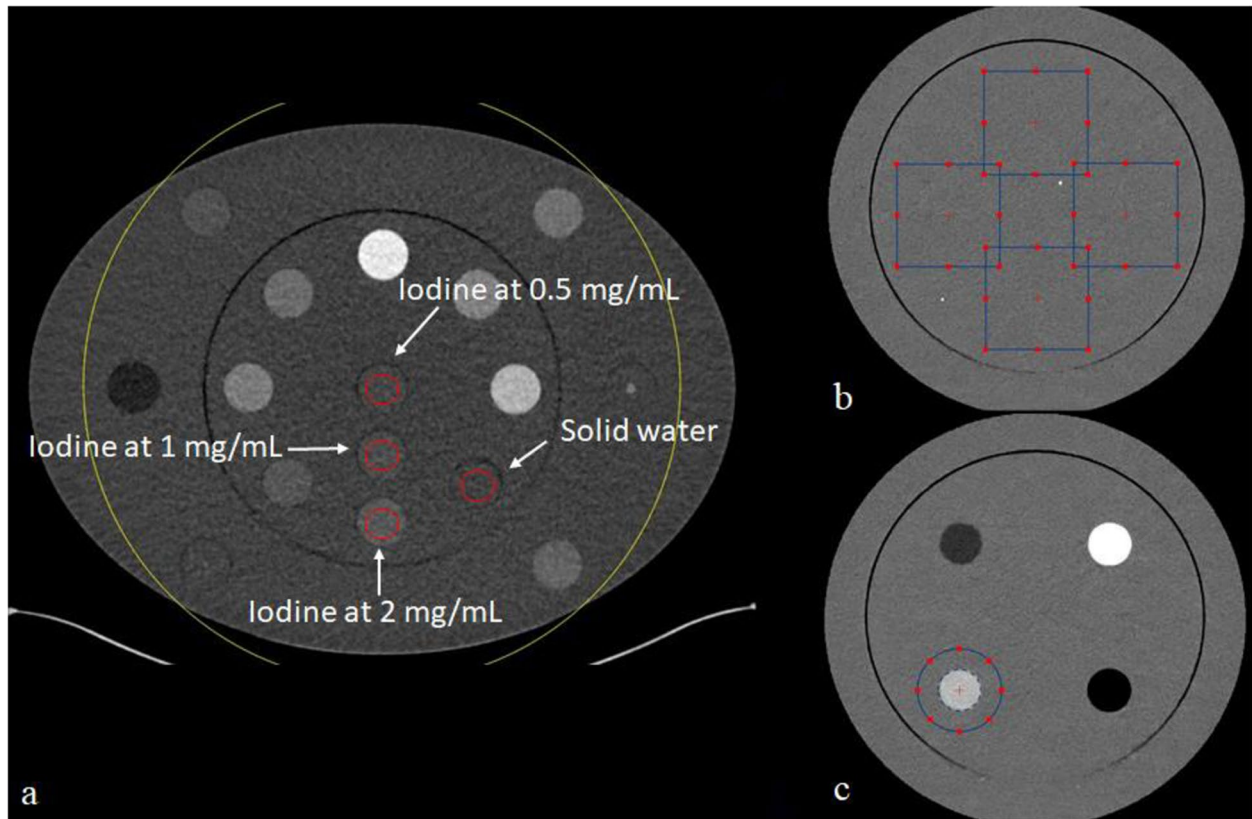 Iodine at 0.5 mg/mL
Iodine at 1 mg/mL
Solid water
Iodine at 2 mg/mL
a
b
c